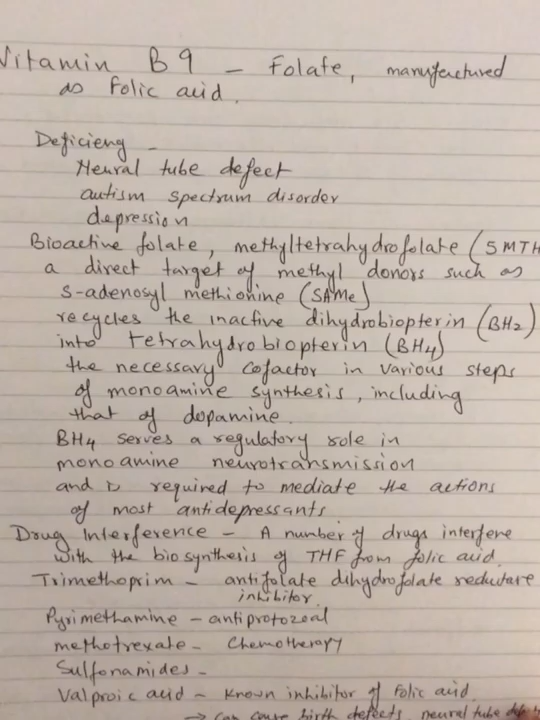 Vitamin B9 - Folate, manufactured
as Folic acid.
Deficieny -
Neural tube defect
autism spectrum disorder
depression
Bioactive folate, methyltetrahydrofolate (5MTH
a direct target of methyl donors such as
S-adenosyl methionine (SAMe)
recycles the inactive dihydrobiopterin (BH2)
into tetrahydrobiopterin (BH4)
the necessary cofactor in various steps
of monoamine synthesis, including
that of dopamine.
BH4 serves a regulatory role in
monoamine neurotransmission
and is required to mediate the actions
of most antidepressants.
Drug Interference - A number of drugs interfene
with the biosynthesis of THF from folic acid.
Trimethoprim - antifolate dihydrofolate reductare
inhibitor.
Pyrimethamine - antiprotozoal
methotrexate - Chemotherapy
Sulfonamides -
Valproic acid - known inhibitor of Folic acid.
→ can cause birth defects, neural tube